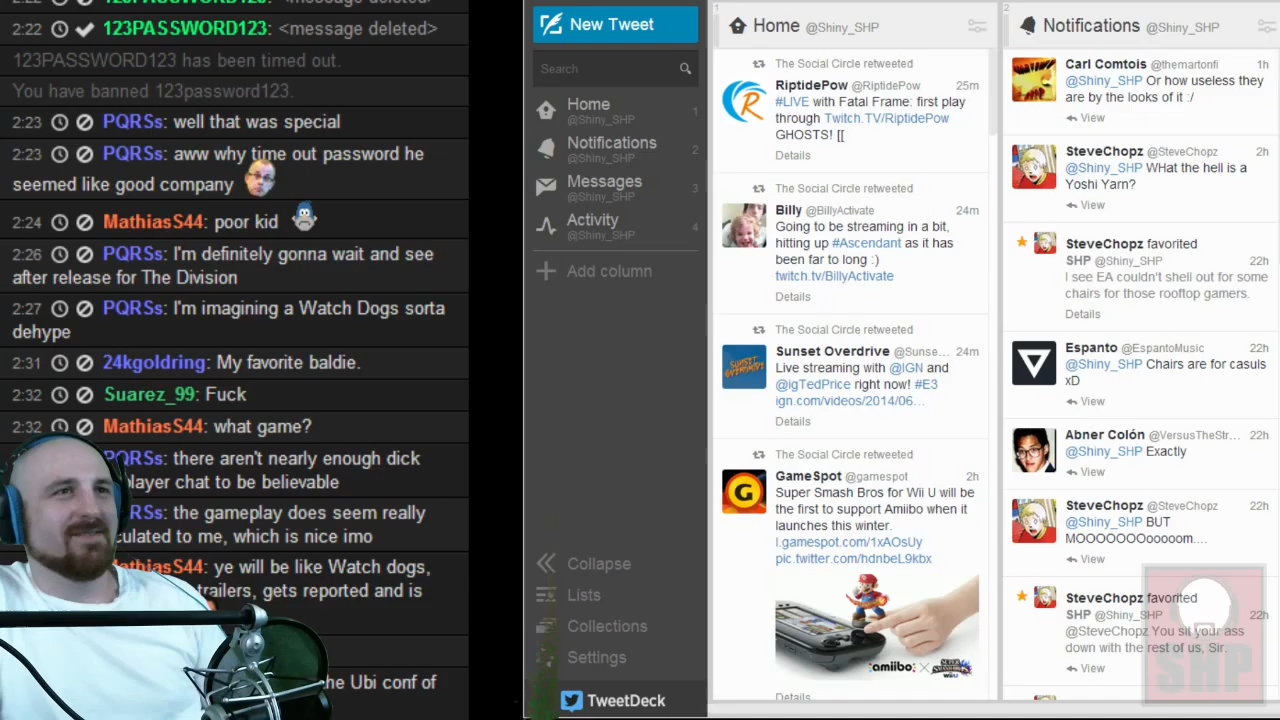 2:22 123PASSWORD123: <message deleted>
123PASSWORD123 has been timed out.
You have banned 123password123.
2:23 PQRSs: well that was special
2:23 PQRSs: aww why time out password he
seemed like good company
2:24 MathiasS44: poor kid
2:26 PQRSs: I'm definitely gonna wait and see
after release for The Division
2:27 PQRSs: I'm imagining a Watch Dogs sorta
dehype
2:31 24kgoldring: My favorite baldie.
2:32 Suarez_99: Fuck
2:32 MathiasS44: what game?
PQRSs: there aren't nearly enough dick
player chat to be believable
QRSs: the gameplay does seem really
culated to me, which is nice imo
athiasS44: ye will be like Watch dogs,
trailers, gets reported and is
he Ubi conf of
New Tweet
Search
Home 1
@Shiny_SHP
Notifications 2
@Shiny_SHP
Messages 3
@Shiny_SHP
Activity 4
@Shiny_SHP
Add column
Collapse
Lists
Collections
Settings
TweetDeck
1
Home @Shiny_SHP
The Social Circle retweeted
RiptidePow @RiptidePow 25m
#LIVE with Fatal Frame: first play
through Twitch.TV/RiptidePow
GHOSTS! [[
Details
The Social Circle retweeted
Billy @BillyActivate 24m
Going to be streaming in a bit,
hitting up #Ascendant as it has
been far to long :)
twitch.tv/BillyActivate
Details
The Social Circle retweeted
Sunset Overdrive @Sunse... 24m
Live streaming with @IGN and
@igTedPrice right now! #E3
ign.com/videos/2014/06…
Details
The Social Circle retweeted
GameSpot @gamespot 2h
Super Smash Bros for Wii U will be
the first to support Amiibo when it
launches this winter.
l.gamespot.com/1xAOsUy
pic.twitter.com/hdnbeL9kbx
amiibo x
Details
2
Notifications @Shiny_SHP
Carl Comtois @themartonfi 1h
@Shiny_SHP Or how useless they
are by the looks of it :/
View
SteveChopz @SteveChopz 2h
@Shiny_SHP WHat the hell is a
Yoshi Yarn?
View
SteveChopz favorited
SHP @Shiny_SHP 22h
I see EA couldn't shell out for some
chairs for those rooftop gamers.
Details
Espanto @EspantoMusic 22h
@Shiny_SHP Chairs are for casuls
xD
View
Abner Colón @VersusTheStr... 22h
@Shiny_SHP Exactly
View
SteveChopz @SteveChopz 22h
@Shiny_SHP BUT
MOOOOOOOooooom....
View
SteveChopz favorited
SHP @Shiny_SHP 22h
@SteveChopz You sit your ass
down with the rest of us, Sir.
View
SHP